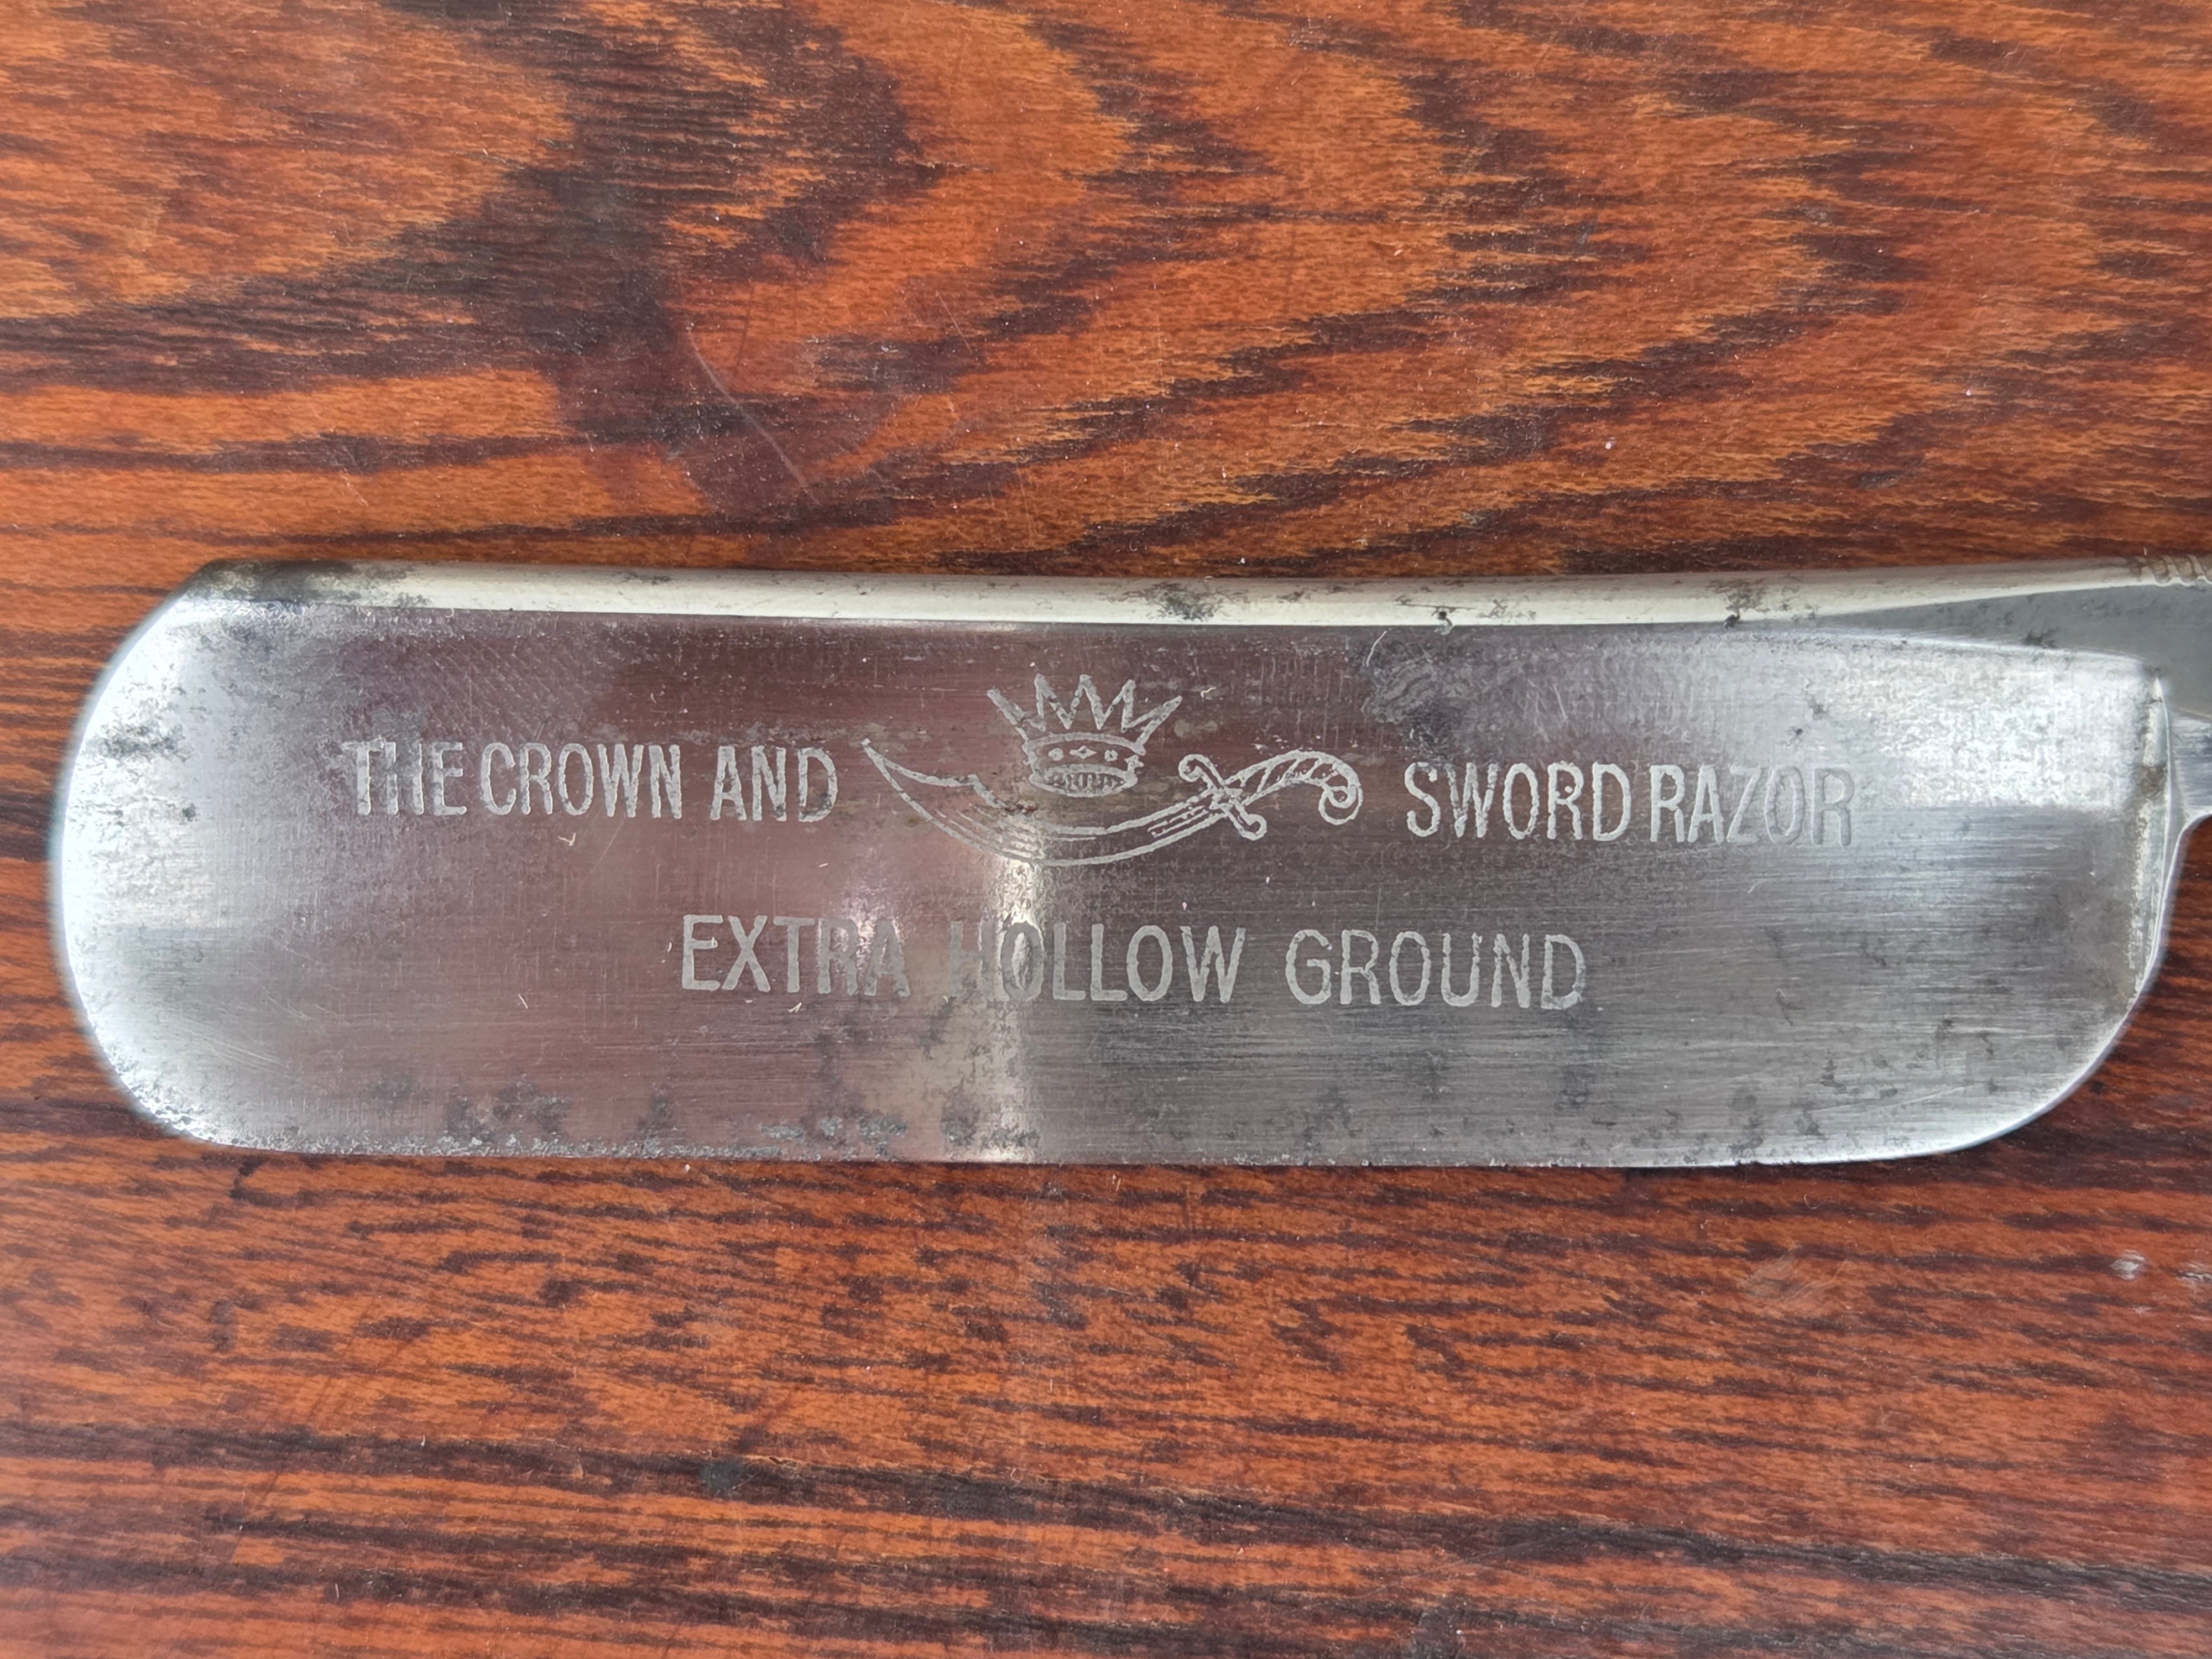 THE CROWN AND SWORD RAZOR
EXTRA HOLLOW GROUND